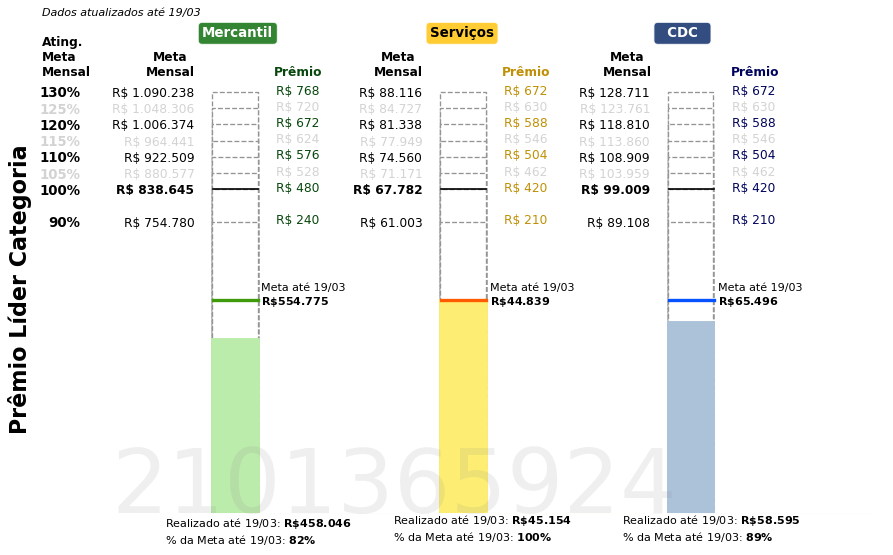 Dados atualizados até 19/03
Mercantil Serviços CDC
Ating. Meta Mensal Meta Mensal Prêmio Meta Mensal Prêmio Meta Mensal Prêmio
130% R$ 1.090.238 R$ 768 R$ 88.116 R$ 672 R$ 128.711 R$ 672
125% R$ 1.048.306 R$ 720 R$ 84.727 R$ 630 R$ 123.761 R$ 630
120% R$ 1.006.374 R$ 672 R$ 81.338 R$ 588 R$ 118.810 R$ 588
115% R$ 964.441 R$ 624 R$ 77.949 R$ 546 R$ 113.860 R$ 546
110% R$ 922.509 R$ 576 R$ 74.560 R$ 504 R$ 108.909 R$ 504
105% R$ 880.577 R$ 528 R$ 71.171 R$ 462 R$ 103.959 R$ 462
100% R$ 838.645 R$ 480 R$ 67.782 R$ 420 R$ 99.009 R$ 420
90% R$ 754.780 R$ 240 R$ 61.003 R$ 210 R$ 89.108 R$ 210
Prêmio Líder Categoria
Meta até 19/03 Meta até 19/03 Meta até 19/03
R$554.775 R$44.839 R$65.496
2101365924
Realizado até 19/03: R$458.046 Realizado até 19/03: R$45.154 Realizado até 19/03: R$58.595
% da Meta até 19/03: 82% % da Meta até 19/03: 100% % da Meta até 19/03: 89%